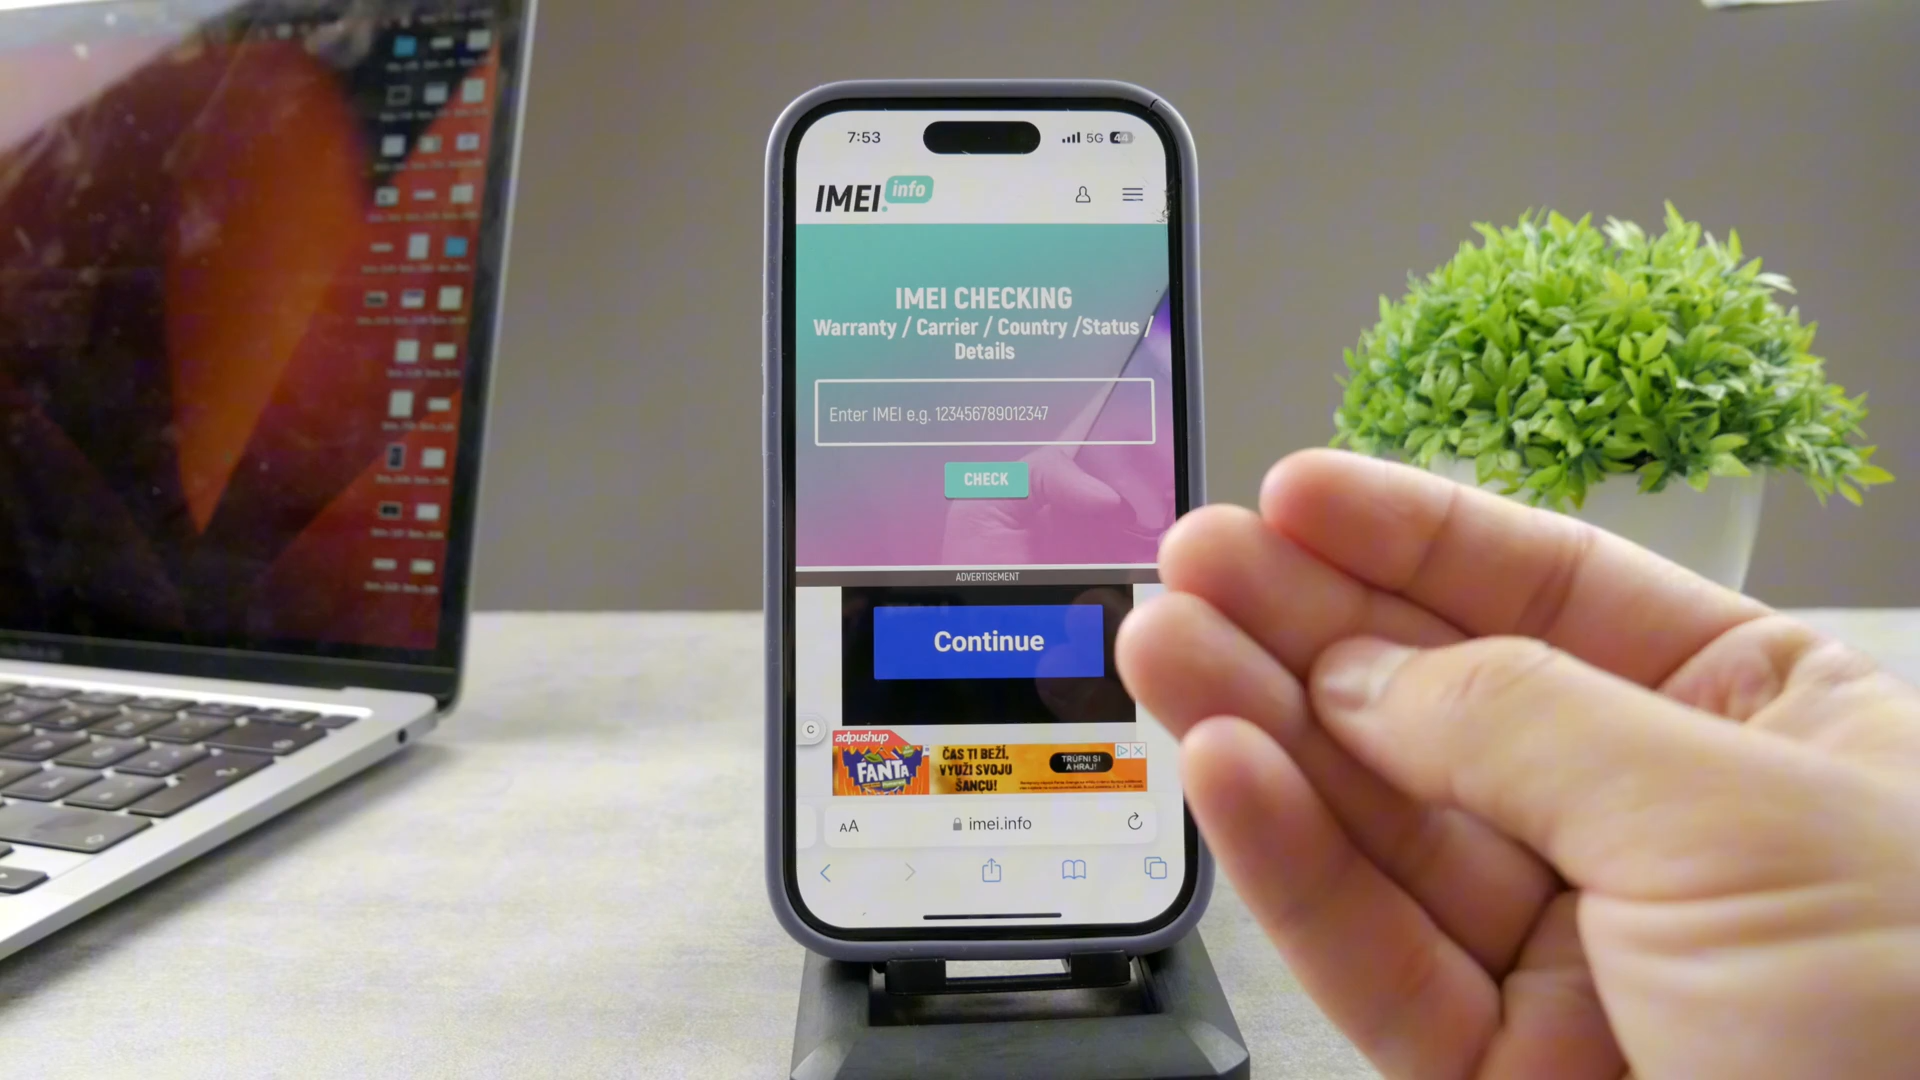 7:53
5G 44
IMEI.info
IMEI CHECKING
Warranty / Carrier / Country /Status /
Details
Enter IMEI e.g. 123456789012347
CHECK
ADVERTISEMENT
Continue
C
adpushup
FANTA
ČAS TI BEŽÍ,
VYUŽI SVOJU
ŠANCU!
TRÚFNI SI
A HRAJ!
AA
imei.info